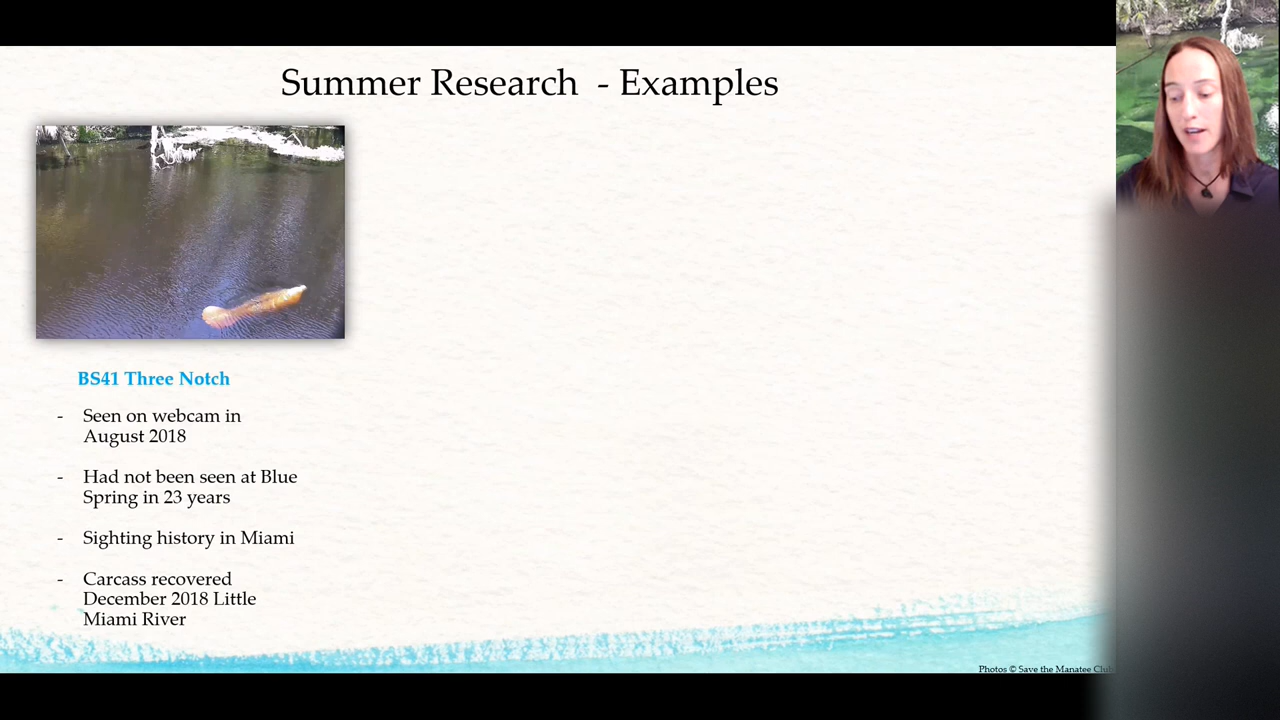 Summer Research - Examples
BS41 Three Notch
- Seen on webcam in
August 2018
- Had not been seen at Blue
Spring in 23 years
- Sighting history in Miami
- Carcass recovered
December 2018 Little
Miami River
Photos © Save the Manatee Club